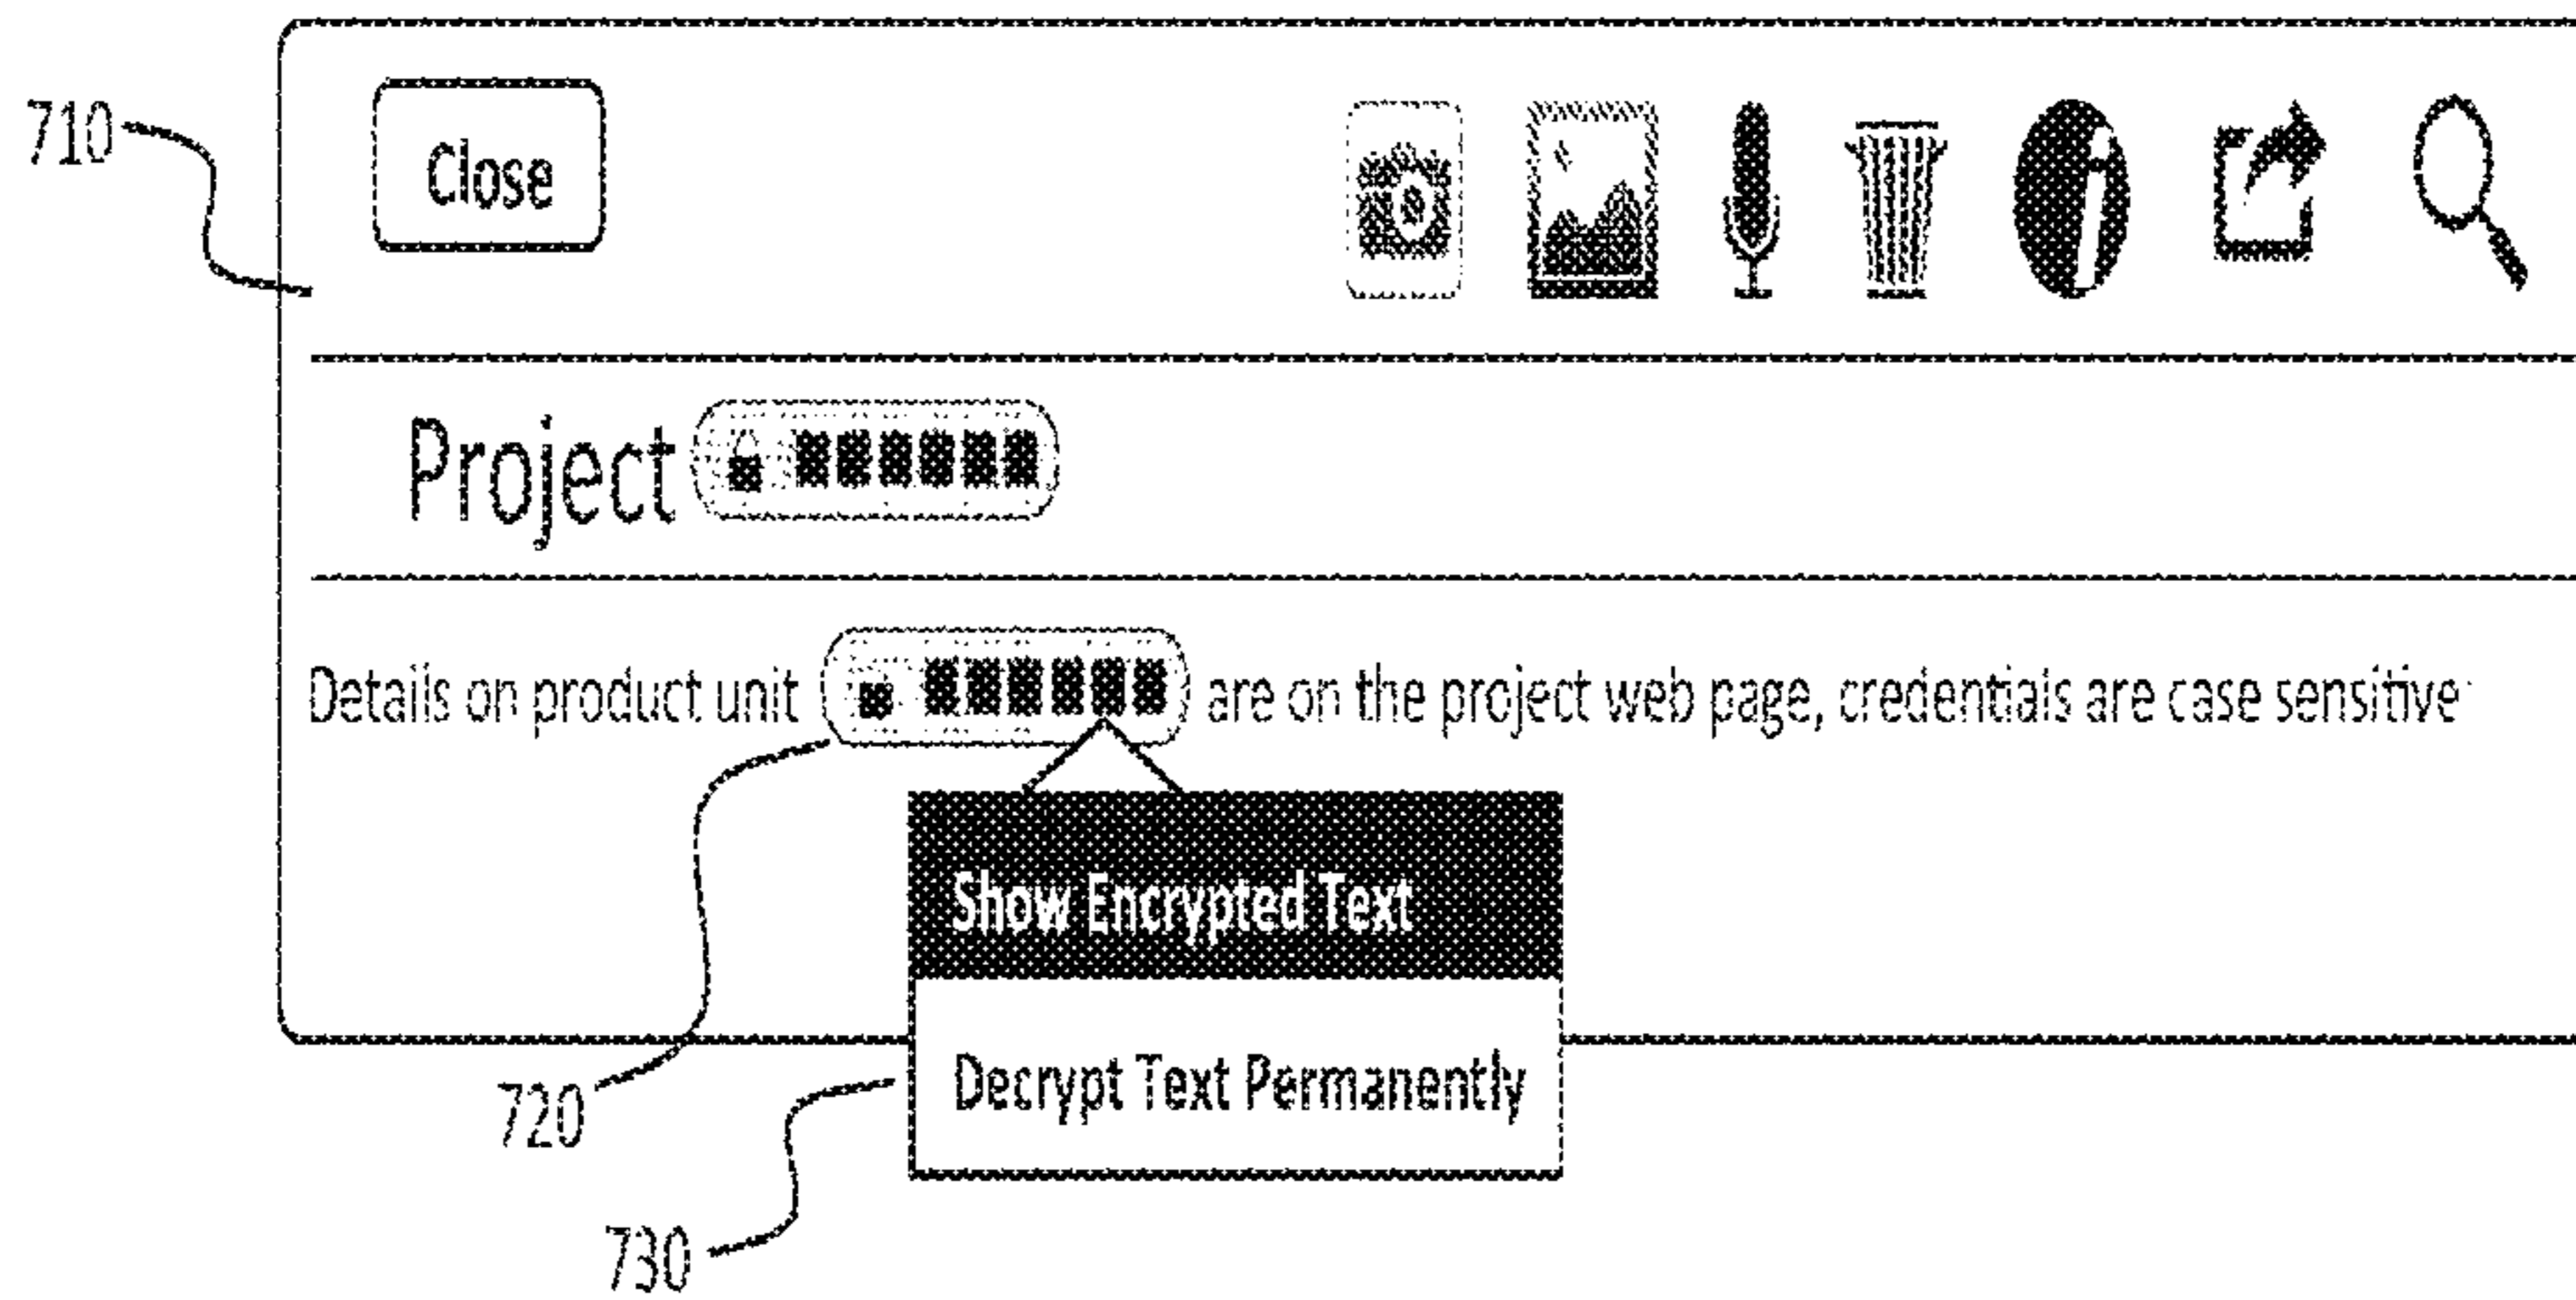 710
Close
Project
Details on product unit are on the project web page, credentials are case sensitive
Show Encrypted Text
Decrypt Text Permanently
720
730